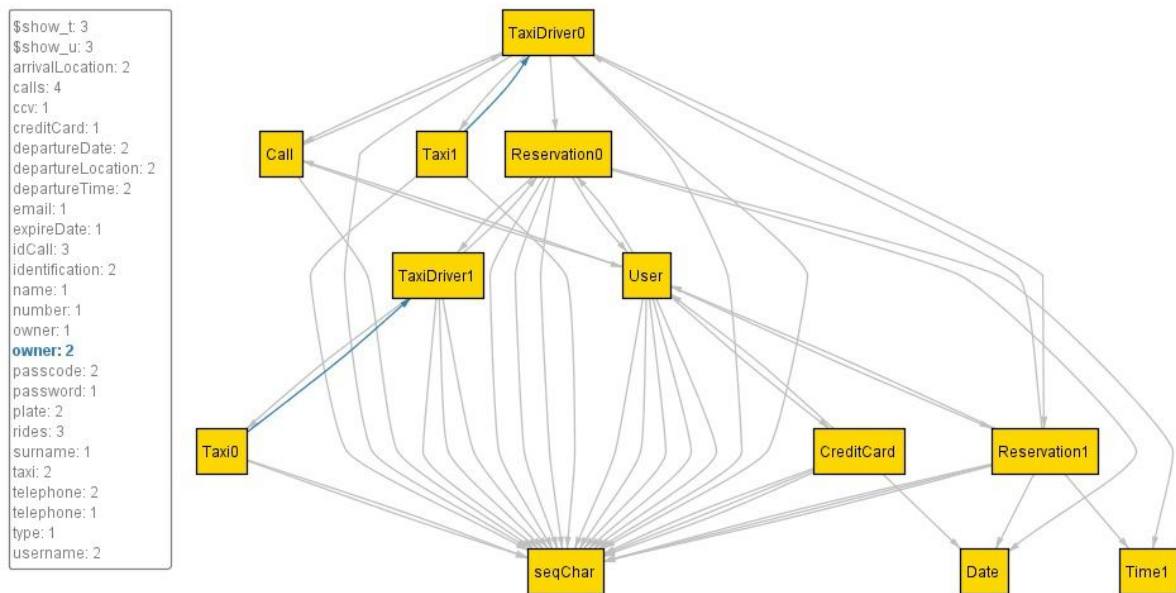 $show_t: 3
$show_u: 3
arrivalLocation: 2
calls: 4
ccv: 1
creditCard: 1
departureDate: 2
departureLocation: 2
departureTime: 2
email: 1
expireDate: 1
idCall: 3
identification: 2
name: 1
number: 1
owner: 1
owner: 2
passcode: 2
password: 1
plate: 2
rides: 3
surname: 1
taxi: 2
telephone: 2
telephone: 1
type: 1
username: 2
TaxiDriver0
Call
Taxi1
Reservation0
TaxiDriver1
User
Taxi0
CreditCard
Reservation1
seqChar
Date
Time1